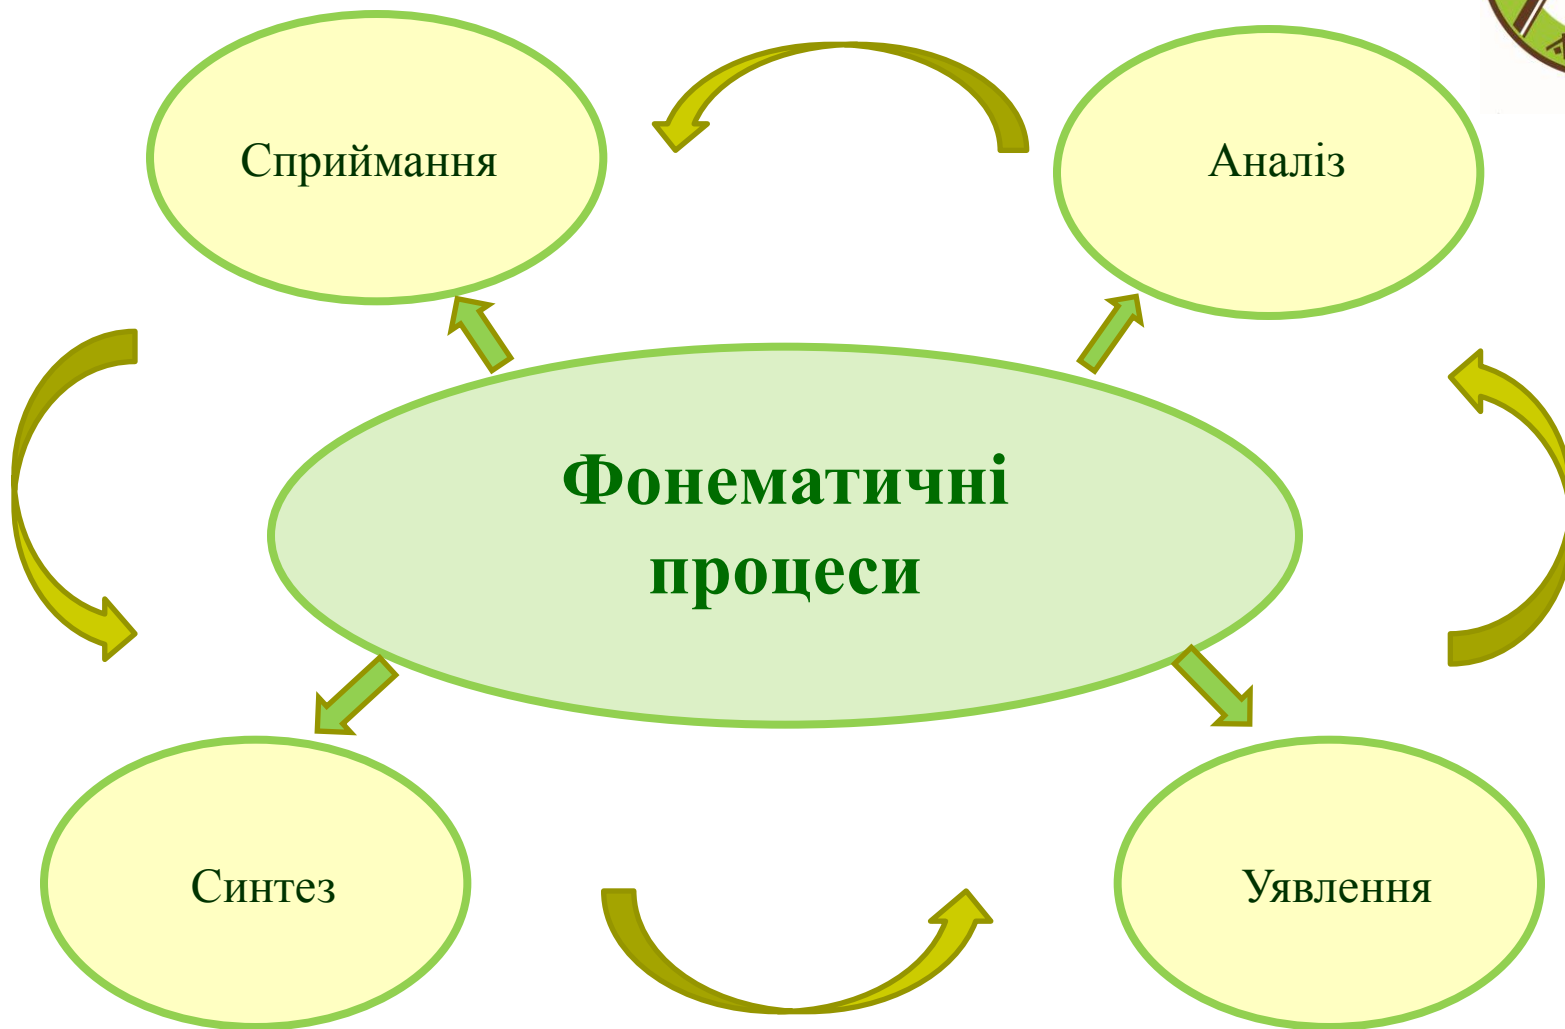 Сприймання
Аналіз
Фонематичні
процеси
Синтез
Уявлення